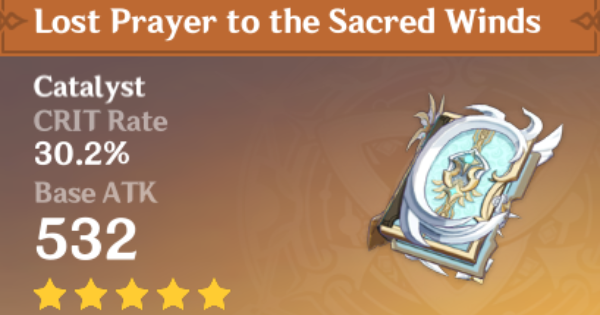 Lost Prayer to the Sacred Winds
Catalyst
CRIT Rate
30.2%
Base ATK
532